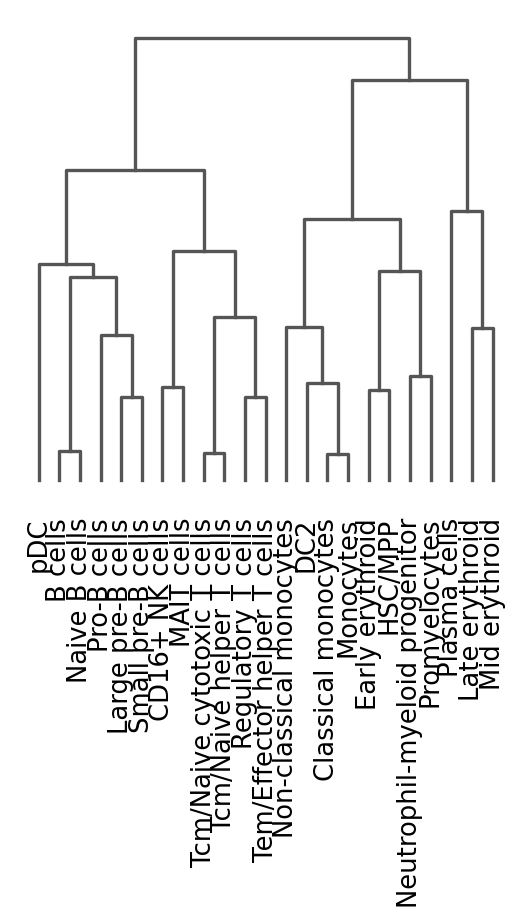 pDC
B cells
Naive B cells
Pro-B cells
Large pre-B cells
Small pre-B cells
CD16+ NK cells
MAIT cells
Tcm/Naive cytotoxic T cells
Tcm/Naive helper T cells
Regulatory T cells
Tem/Effector helper T cells
Non-classical monocytes
DC2
Classical monocytes
Monocytes
Early erythroid
HSC/MPP
Neutrophil-myeloid progenitor
Promyelocytes
Plasma cells
Late erythroid
Mid erythroid